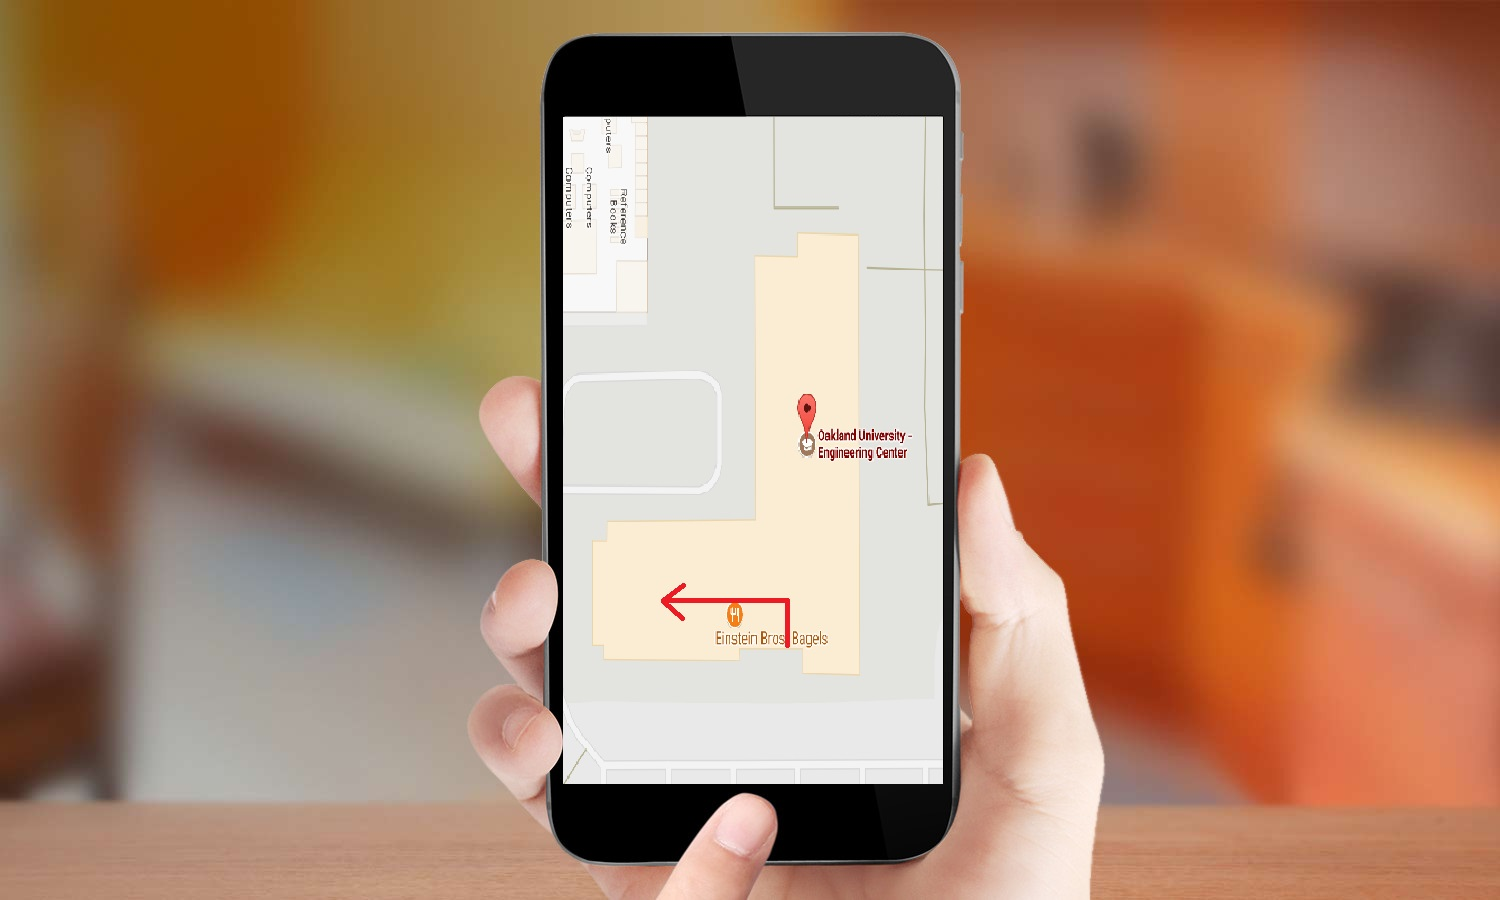 puters
Computers
Computers
Reference
Books
Oakland University -
Engineering Center
Einstein Bros. Bagels